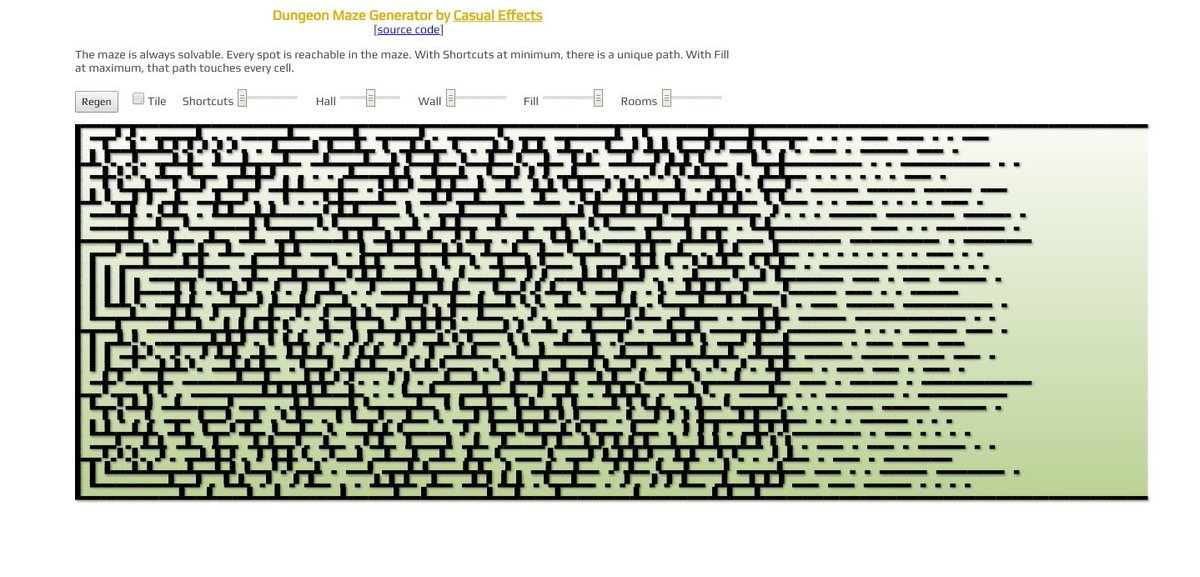 Dungeon Maze Generator by Casual Effects
[source code]
The maze is always solvable. Every spot is reachable in the maze. With Shortcuts at minimum, there is a unique path. With Fill
at maximum, that path touches every cell.
Regen Tile Shortcuts Hall Wall Fill Rooms